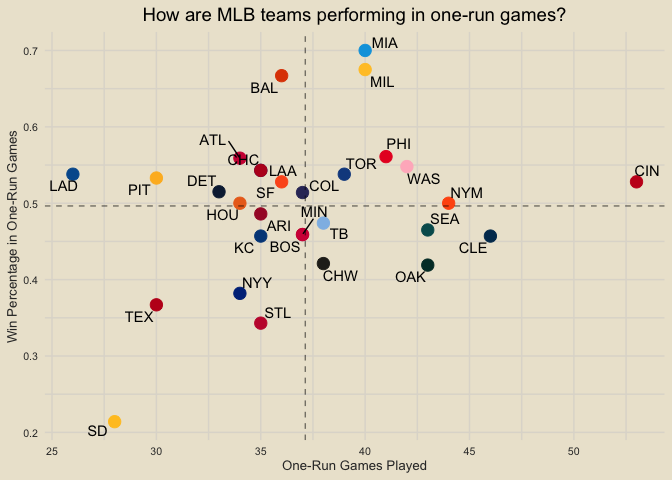 How are MLB teams performing in one-run games?
Win Percentage in One-Run Games
0.7
0.6
0.5
0.4
0.3
0.2
MIA
MIL
BAL
ATL
CHC
PHI
TOR
WAS
LAA
CIN
LAD
PIT
DET
SF
COL
NYM
HOU
MIN
ARI
SEA
TB
KC
BOS
CLE
CHW
OAK
NYY
TEX
STL
SD
25
30
35
40
45
50
One-Run Games Played